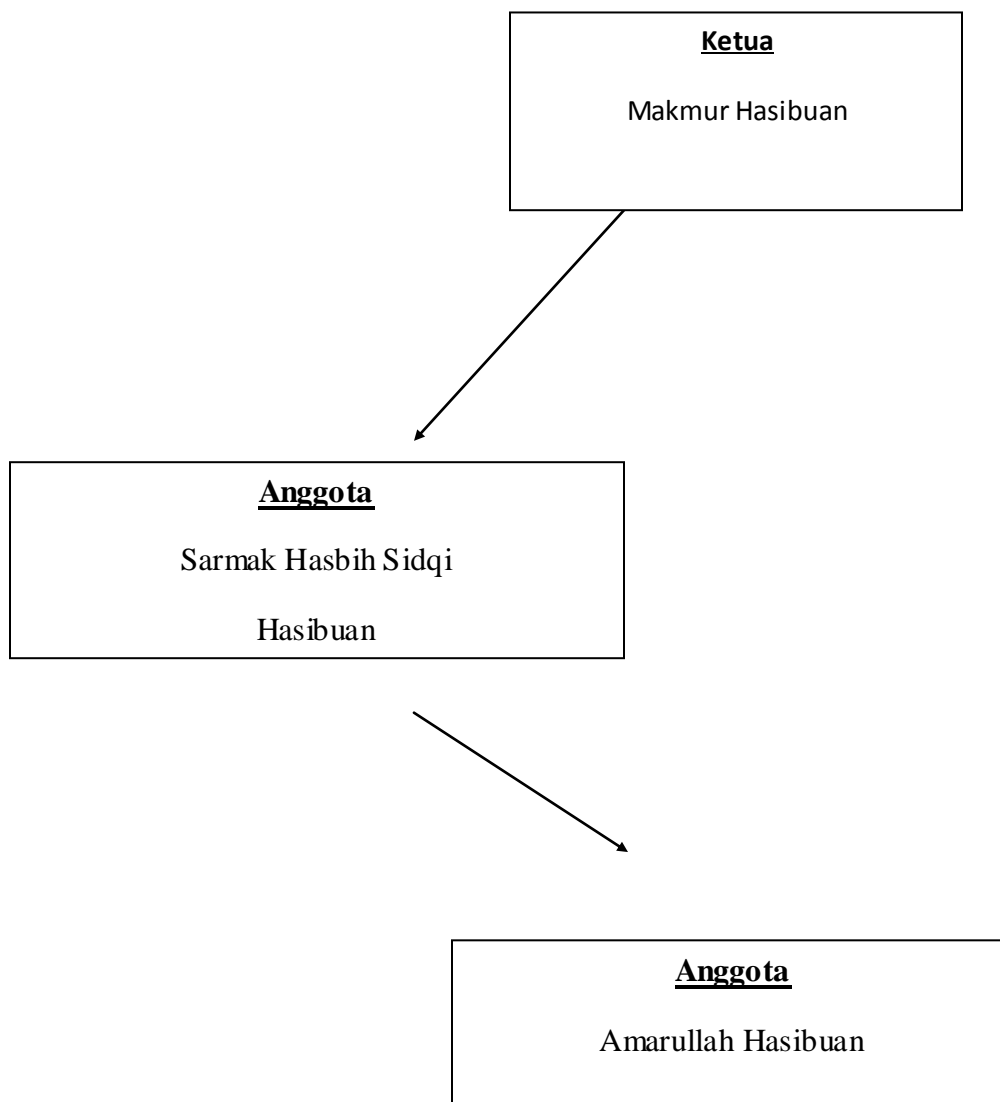 Ketua
Makmur Hasibuan
Anggota
Sarmak Hasbih Sidqi
Hasibuan
Anggota
Amarullah Hasibuan